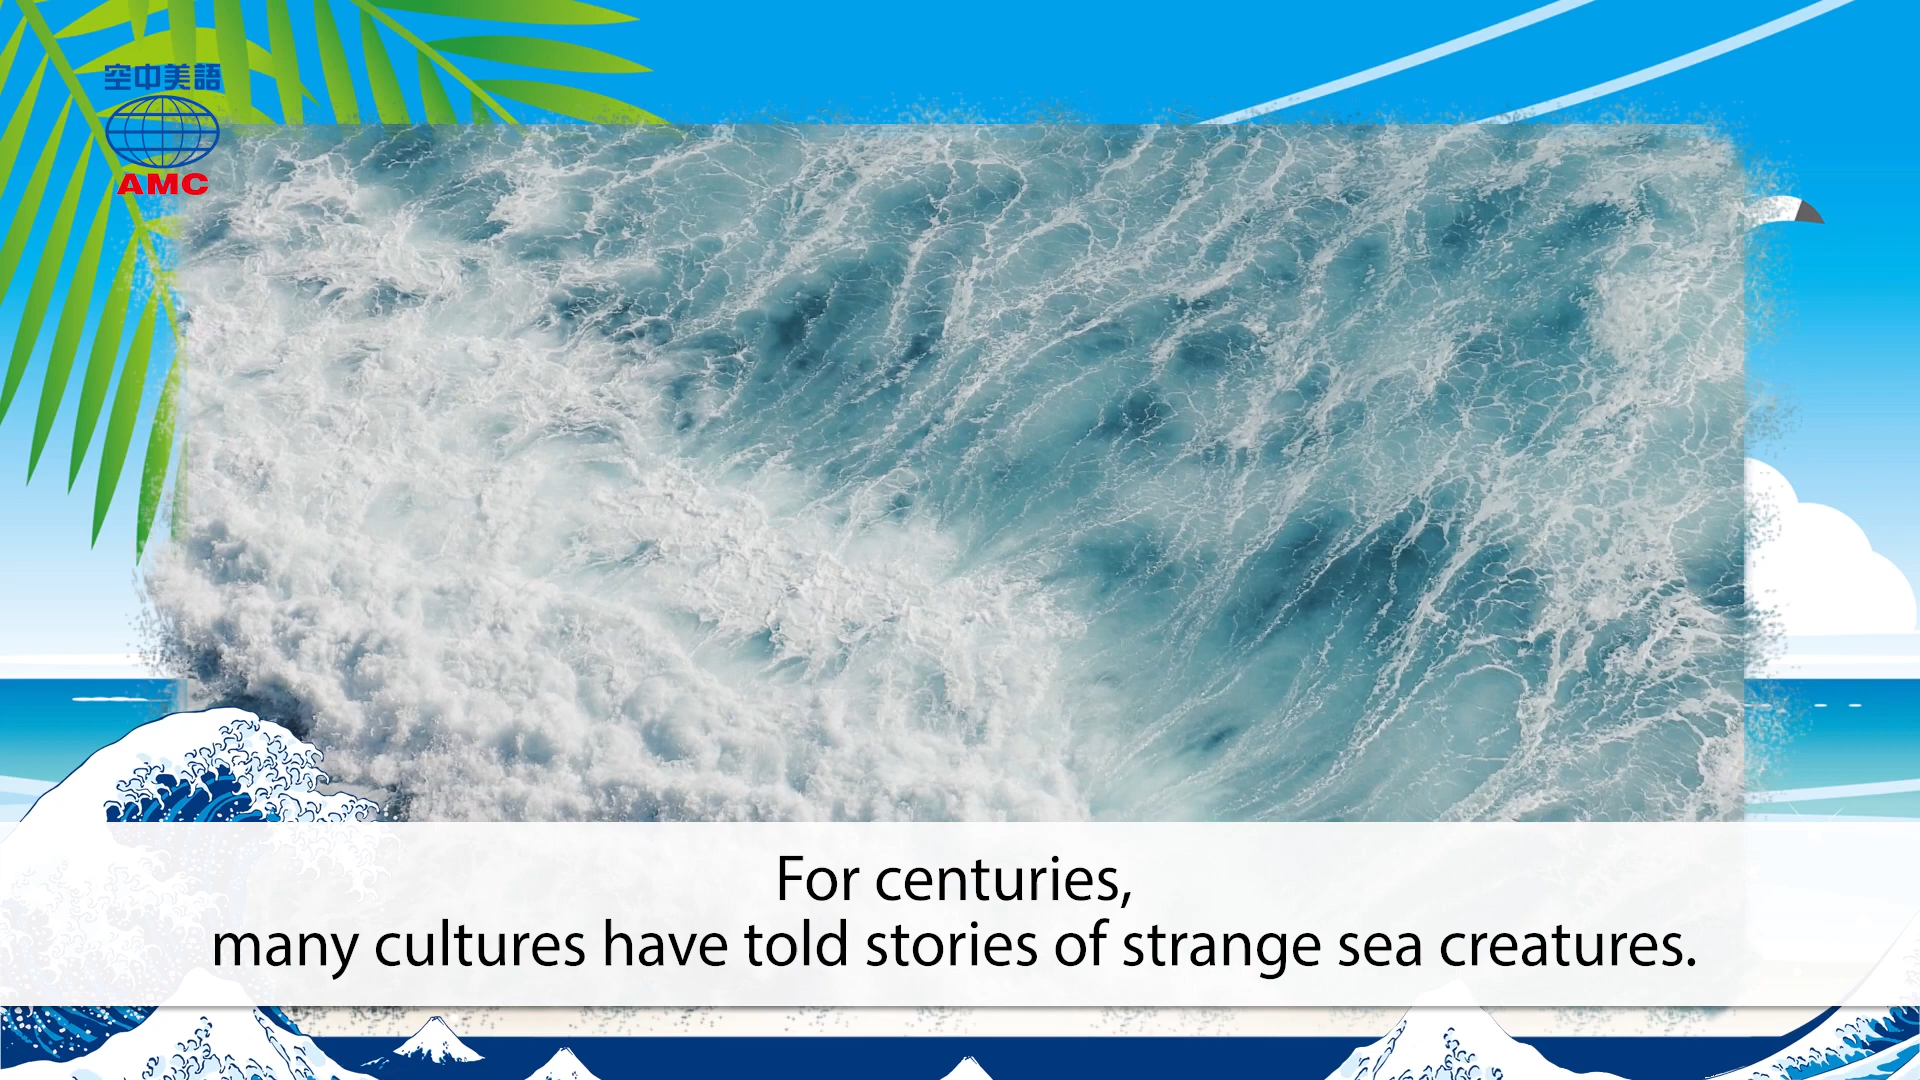 空中美語
AMC
For centuries,
many cultures have told stories of strange sea creatures.